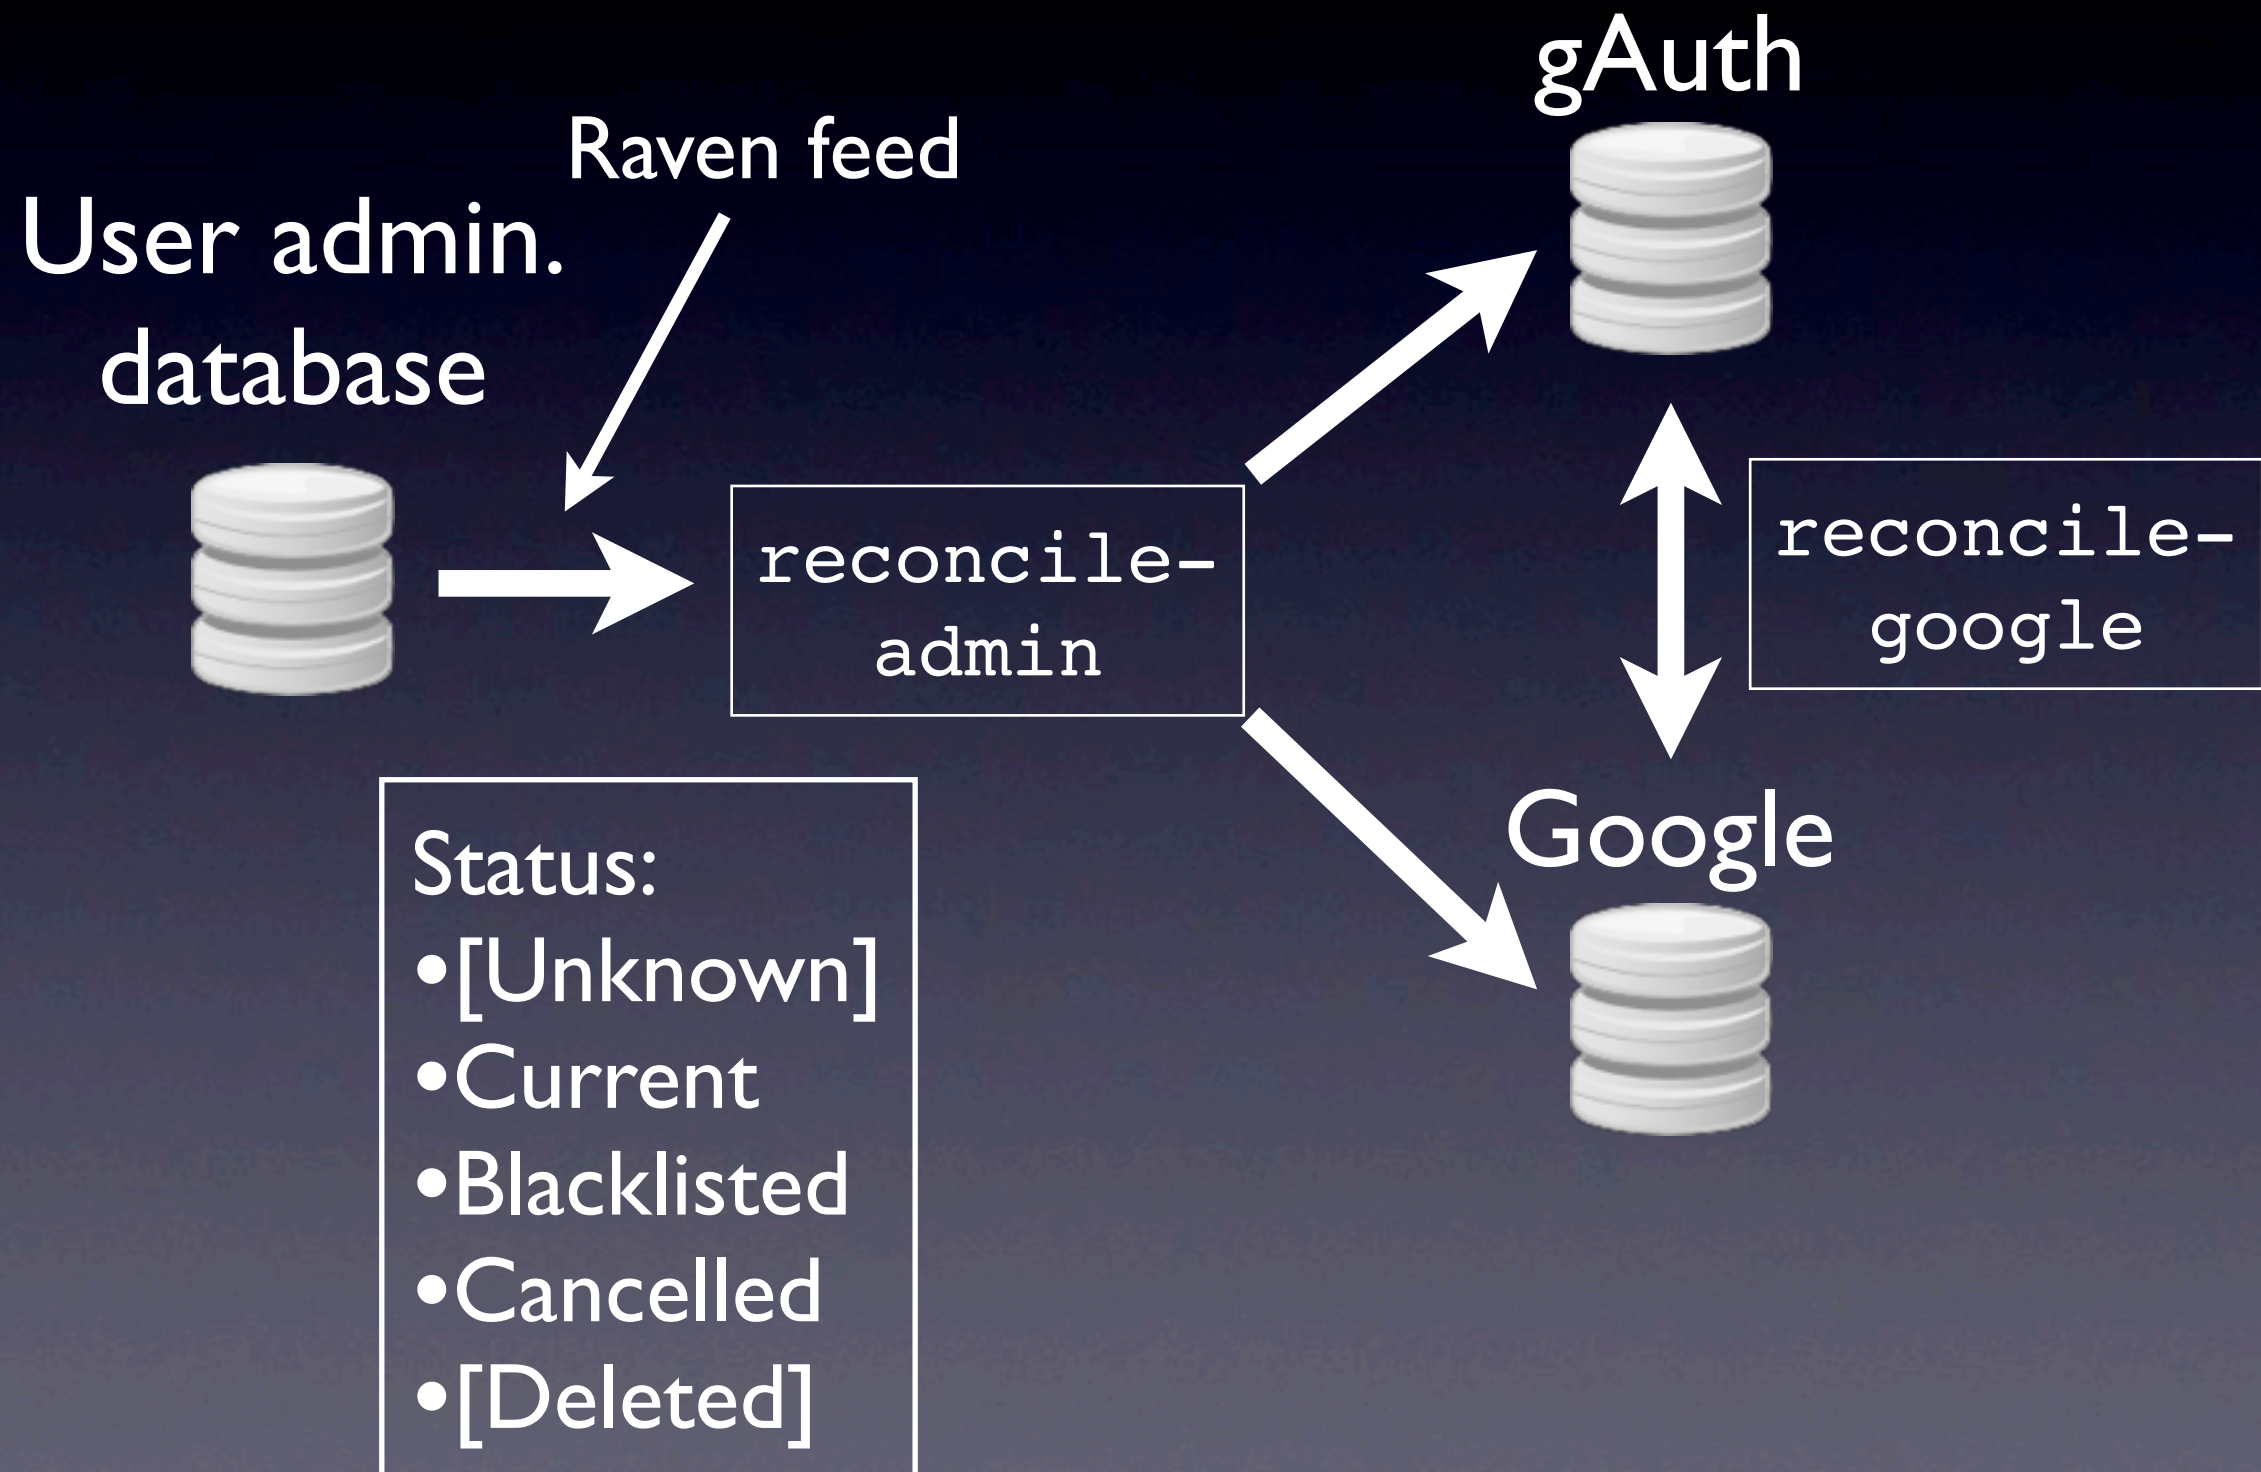 gAuth
Raven feed
User admin.
database
reconcile-
admin
reconcile-
google
Google
Status:
•[Unknown]
•Current
•Blacklisted
•Cancelled
•[Deleted]